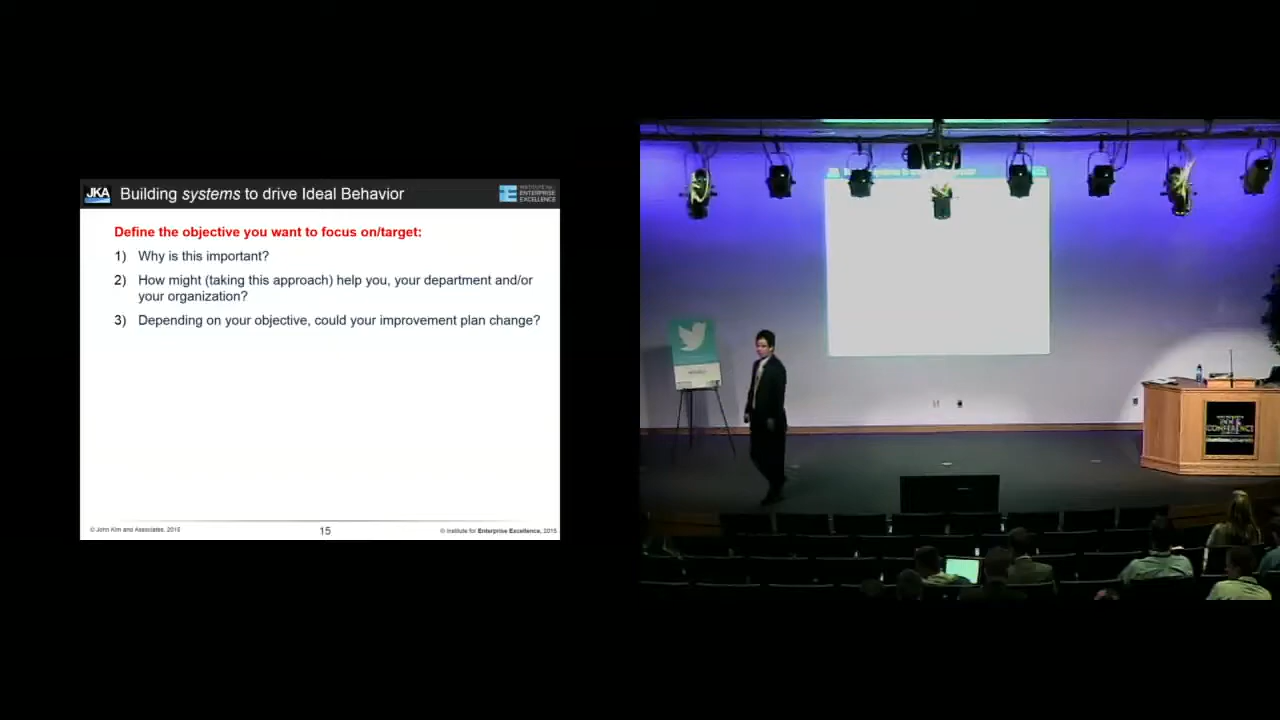 JKA
Building systems to drive Ideal Behavior
INSTITUTE for
ENTERPRISE
EXCELLENCE
Define the objective you want to focus on/target:
1) Why is this important?
2) How might (taking this approach) help you, your department and/or
your organization?
3) Depending on your objective, could your improvement plan change?
© John Kim and Associates, 2015
15
© Institute for Enterprise Excellence, 2015
CONFERENCE